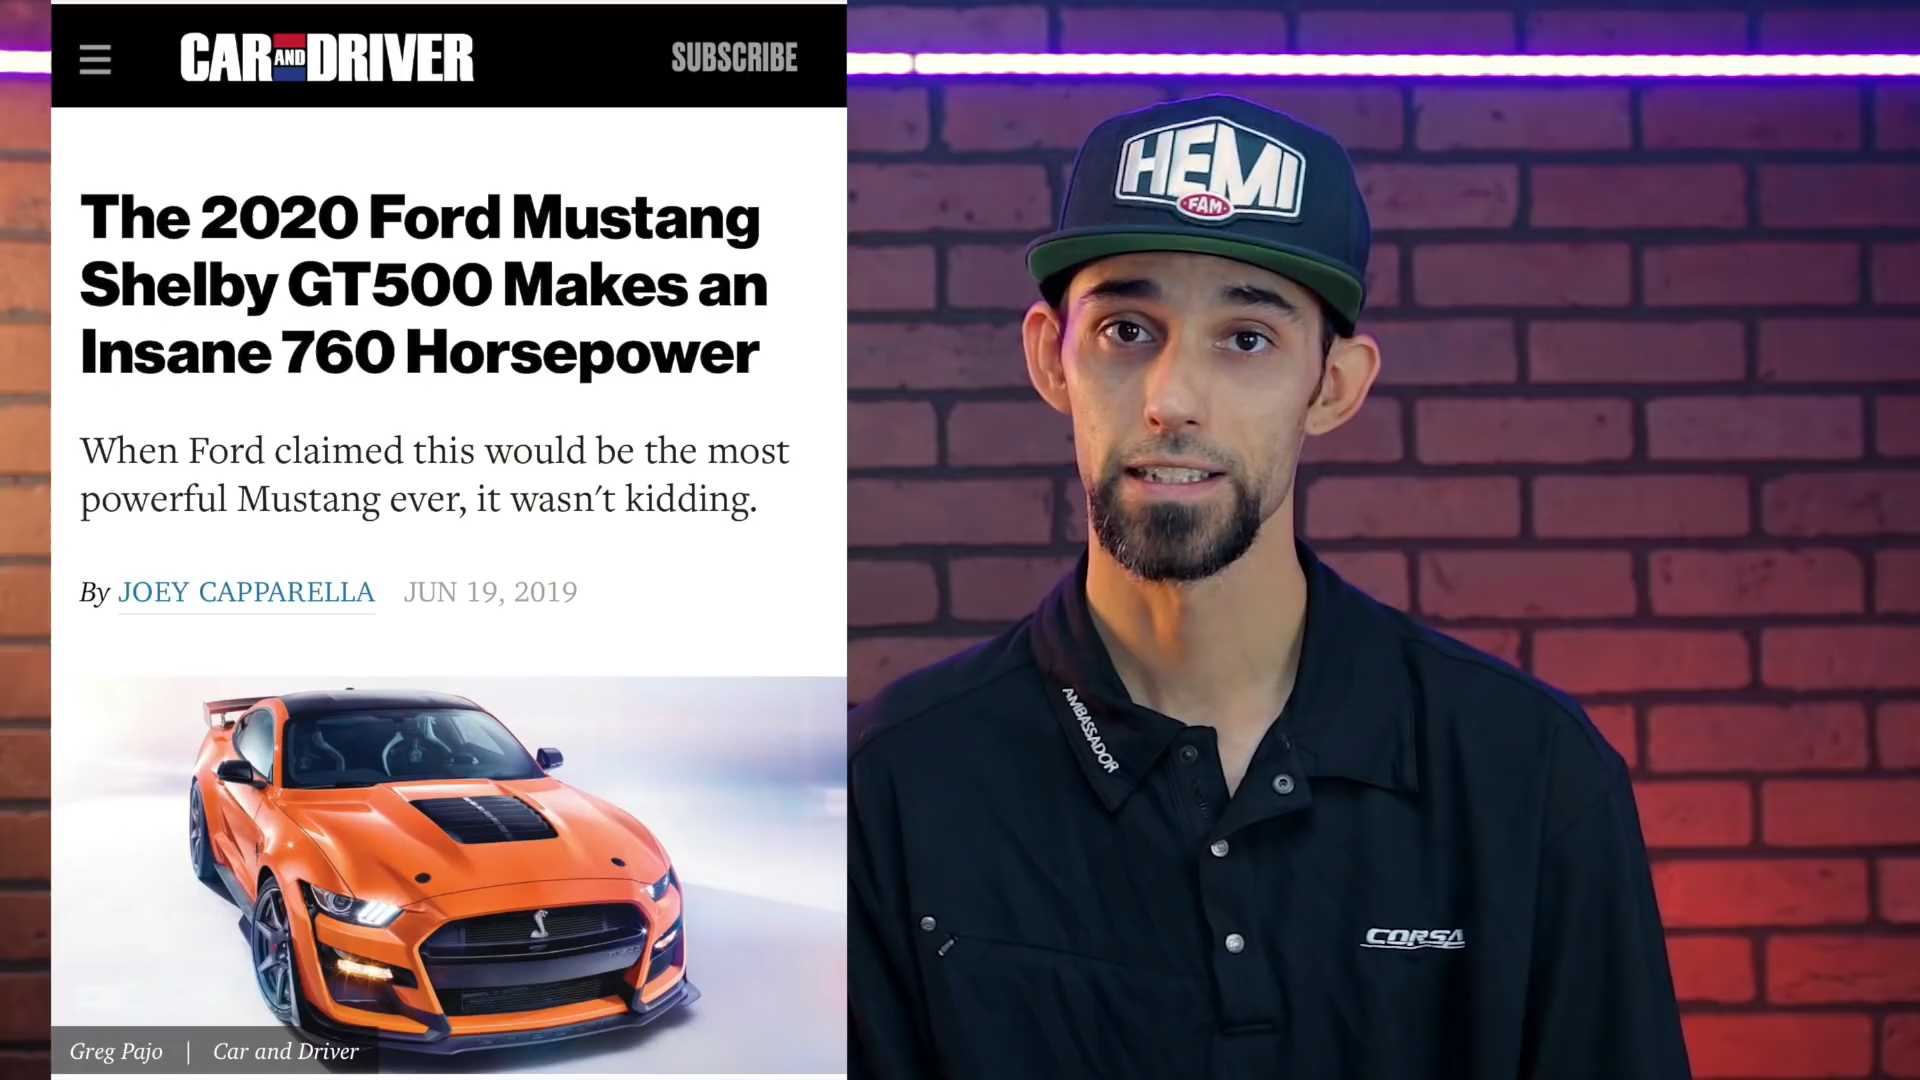 CAR AND DRIVER
SUBSCRIBE
The 2020 Ford Mustang
Shelby GT500 Makes an
Insane 760 Horsepower
When Ford claimed this would be the most
powerful Mustang ever, it wasn't kidding.
By JOEY CAPPARELLA JUN 19, 2019
Greg Pajo | Car and Driver
HEMI
FAM
AMBASSADOR
CORSA